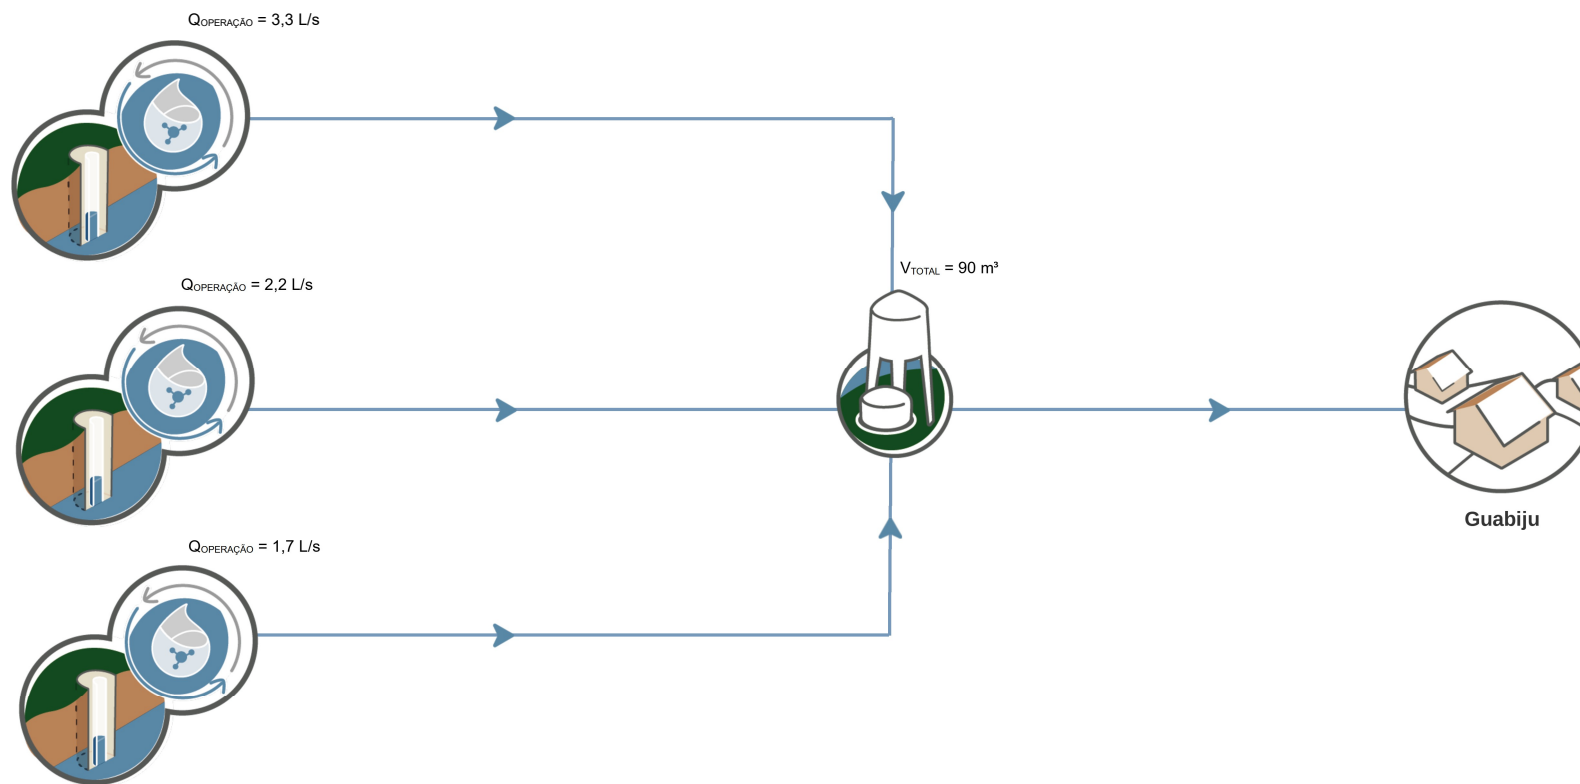 QOPERAÇÃO = 3,3 L/s
VTOTAL = 90 m³
QOPERAÇÃO = 2,2 L/s
Guabiju
QOPERAÇÃO = 1,7 L/s